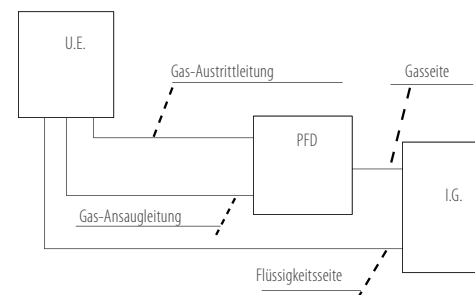 U.E.
Gas-Austrittleitung
Gasseite
PFD
I.G.
Gas-Ansaugleitung
Flüssigkeitsseite